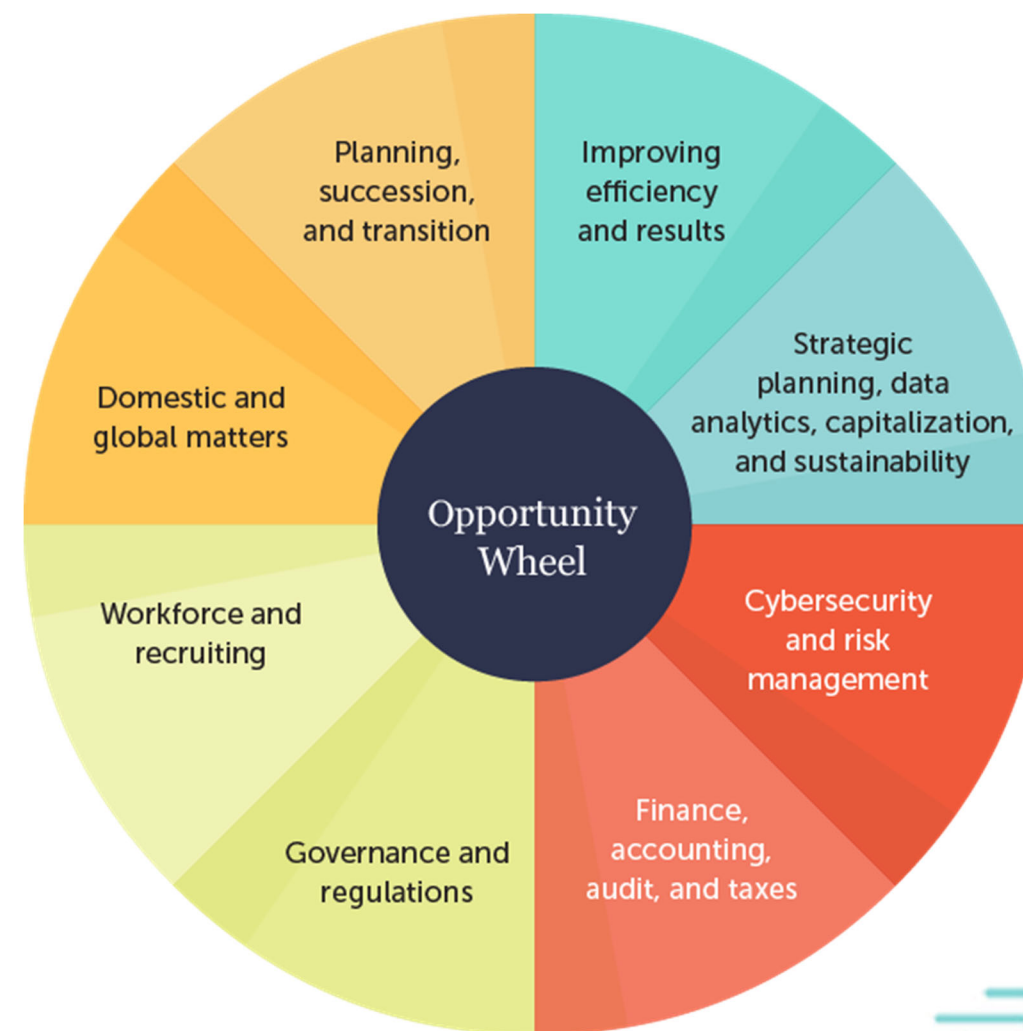 Planning,
succession,
and transition
Improving
efficiency
and results
Strategic
planning, data
analytics, capitalization,
and sustainability
Domestic and
global matters
Opportunity
Wheel
Cybersecurity
and risk
management
Workforce and
recruiting
Finance,
accounting,
audit, and taxes
Governance and
regulations